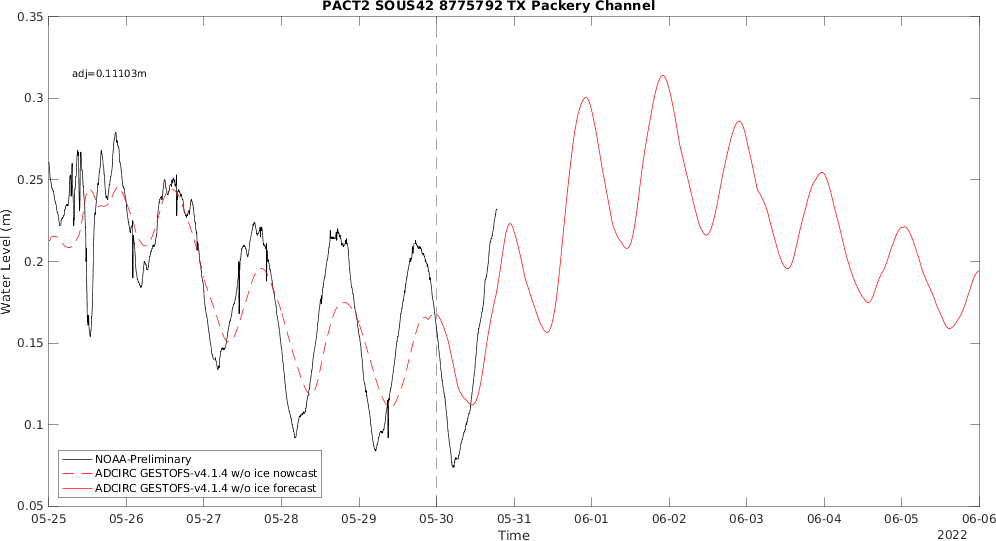 PACT2 SOUS42 8775792 TX Packery Channel
0.35
adj=0.11103m
0.3
0.25
0.2
Water Level (m)
0.15
0.1
NOAA-Preliminary
ADCIRC GESTOFS-v4.1.4 w/o ice nowcast
ADCIRC GESTOFS-v4.1.4 w/o ice forecast
0.05
05-25 05-26 05-27 05-28 05-29 05-30 05-31 06-01 06-02 06-03 06-04 06-05 06-06
Time
2022